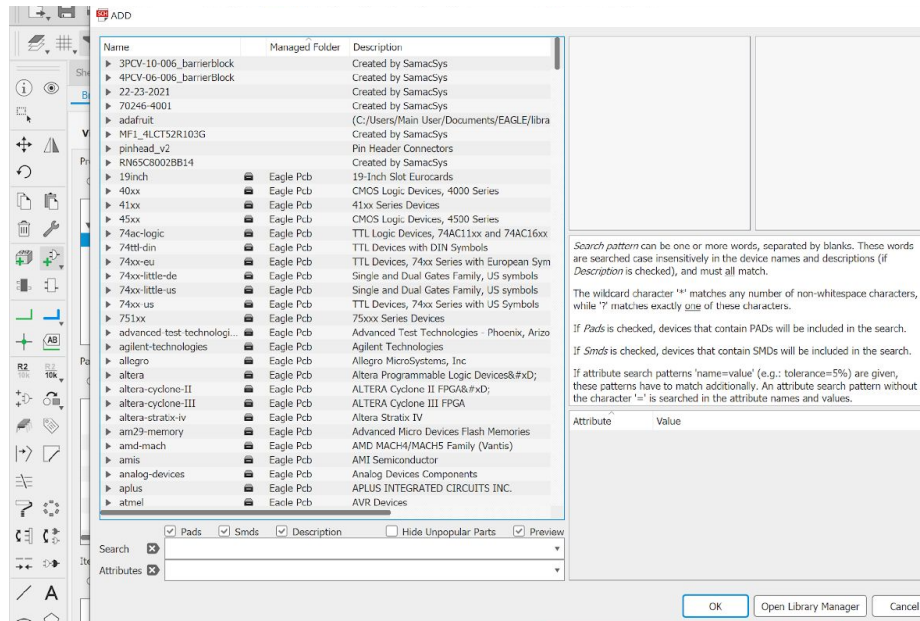 ADD
Name Managed Folder Description
3PCV-10-006_barrierblock Created by SamacSys
4PCV-06-006_barrierBlock Created by SamacSys
22-23-2021 Created by SamacSys
70246-4001 Created by SamacSys
adafruit (C:/Users/Main User/Documents/EAGLE/libra
MF1_4LCT52R103G Created by SamacSys
pinhead_v2 Pin Header Connectors
RN65C8002BB14 Created by SamacSys
19inch Eagle Pcb 19-Inch Slot Eurocards
40xx Eagle Pcb CMOS Logic Devices, 4000 Series
41xx Eagle Pcb 41xx Series Devices
45xx Eagle Pcb CMOS Logic Devices, 4500 Series
74ac-logic Eagle Pcb TTL Logic Devices, 74AC11xx and 74AC16xx
74ttl-din Eagle Pcb TTL Devices with DIN Symbols
74xx-eu Eagle Pcb TTL Devices, 74xx Series with European Sym
74xx-little-de Eagle Pcb Single and Dual Gates Family, US symbols
74xx-little-us Eagle Pcb Single and Dual Gates Family, US symbols
74xx-us Eagle Pcb TTL Devices, 74xx Series with US Symbols
751xx Eagle Pcb 75xxx Series Devices
advanced-test-technologi... Eagle Pcb Advanced Test Technologies - Phoenix, Arizo
agilent-technologies Eagle Pcb Agilent Technologies
allegro Eagle Pcb Allegro MicroSystems, Inc
altera Eagle Pcb Altera Programmable Logic Devices&#xD;
altera-cyclone-II Eagle Pcb ALTERA Cyclone II FPGA&#xD;
altera-cyclone-III Eagle Pcb ALTERA Cyclone III FPGA
altera-stratix-iv Eagle Pcb Altera Stratix IV
am29-memory Eagle Pcb Advanced Micro Devices Flash Memories
amd-mach Eagle Pcb AMD MACH4/MACH5 Family (Vantis)
amis Eagle Pcb AMI Semiconductor
analog-devices Eagle Pcb Analog Devices Components
aplus Eagle Pcb APLUS INTEGRATED CIRCUITS INC.
atmel Eagle Pcb AVR Devices
Pads Smds Description Hide Unpopular Parts Preview
Search
Attributes
Search pattern can be one or more words, separated by blanks. These words
are searched case insensitively in the device names and descriptions (if
Description is checked), and must all match.
The wildcard character '*' matches any number of non-whitespace characters,
while '?' matches exactly one of these characters.
If Pads is checked, devices that contain PADs will be included in the search.
If Smds is checked, devices that contain SMDs will be included in the search.
If attribute search patterns 'name=value' (e.g.: tolerance=5%) are given,
these patterns have to match additionally. An attribute search pattern without
the character '=' is searched in the attribute names and values.
Attribute Value
OK Open Library Manager Cancel
She
B
V
Pr
Pa
Ite
AB
R2 R2
10k 10k
A